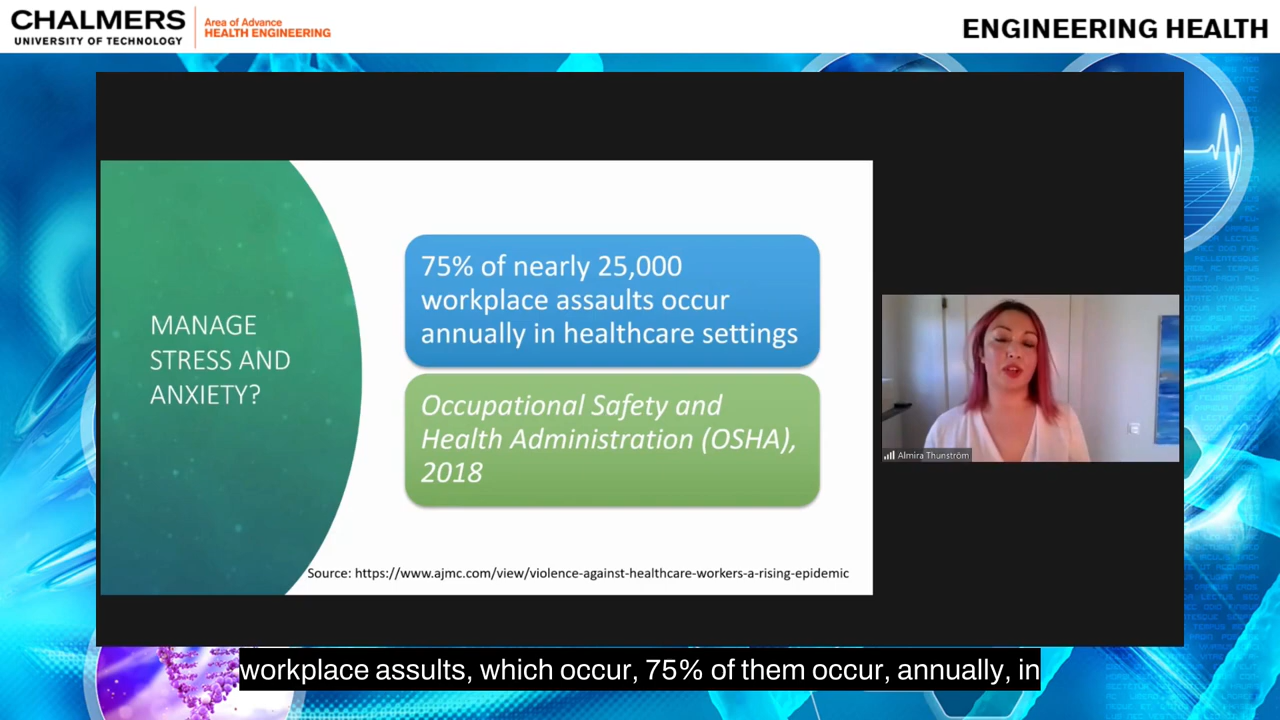 CHALMERS
UNIVERSITY OF TECHNOLOGY
Area of Advance
HEALTH ENGINEERING
ENGINEERING HEALTH
MANAGE
STRESS AND
ANXIETY?
75% of nearly 25,000
workplace assaults occur
annually in healthcare settings
Occupational Safety and
Health Administration (OSHA),
2018
Source: https://www.ajmc.com/view/violence-against-healthcare-workers-a-rising-epidemic
Almira Thunström
workplace assults, which occur, 75% of them occur, annually, in